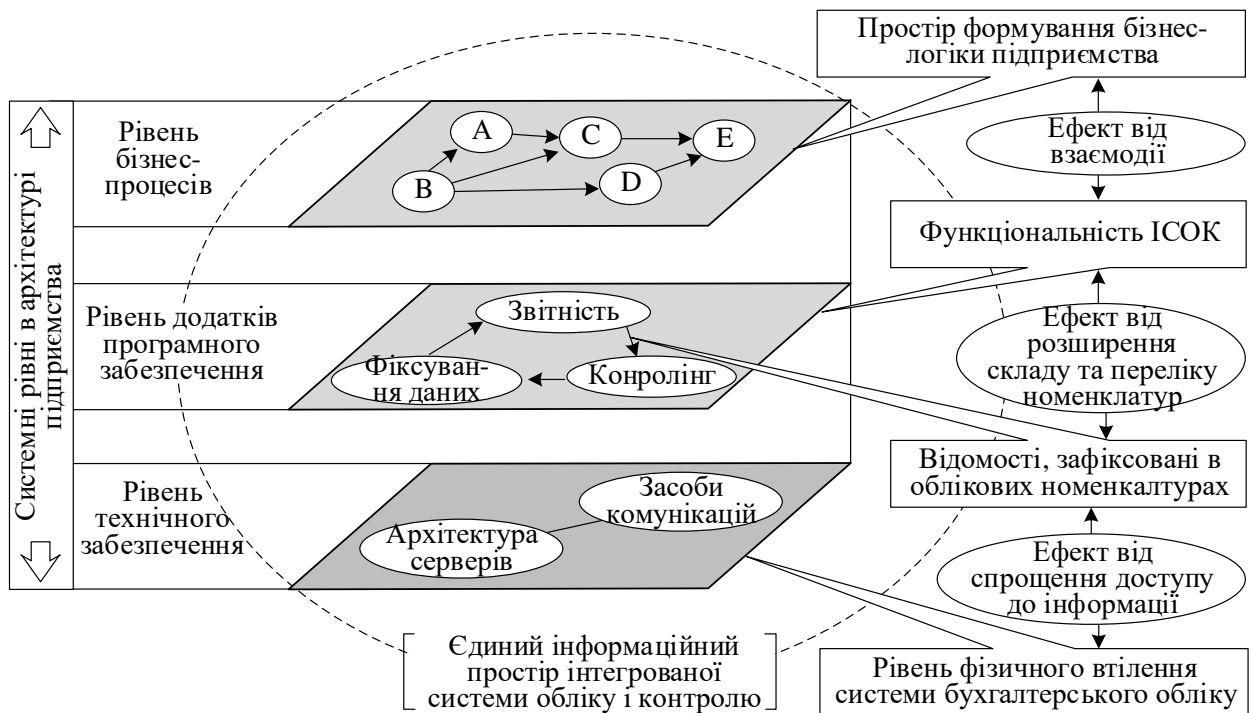 Системні рівні в архітектурі
підприємства
Рівень
бізнес-
процесів
A
C
E
B
D
Простір формування бізнес-
логіки підприємства
Ефект від
взаємодії
Функціональність ІСОК
Рівень додатків
програмного
забезпечення
Звітність
Фіксуван-
ня даних
Конролінг
Ефект від
розширення
складу та переліку
номенклатур
Відомості, зафіксовані в
облікових номенкалтурах
Рівень
технічного
забезпечення
Засоби
комунікацій
Архітектура
серверів
Ефект від
спрощення доступу
до інформації
Єдиний інформаційний
простір інтегрованої
системи обліку і контролю
Рівень фізичного втілення
системи бухгалтерського обліку